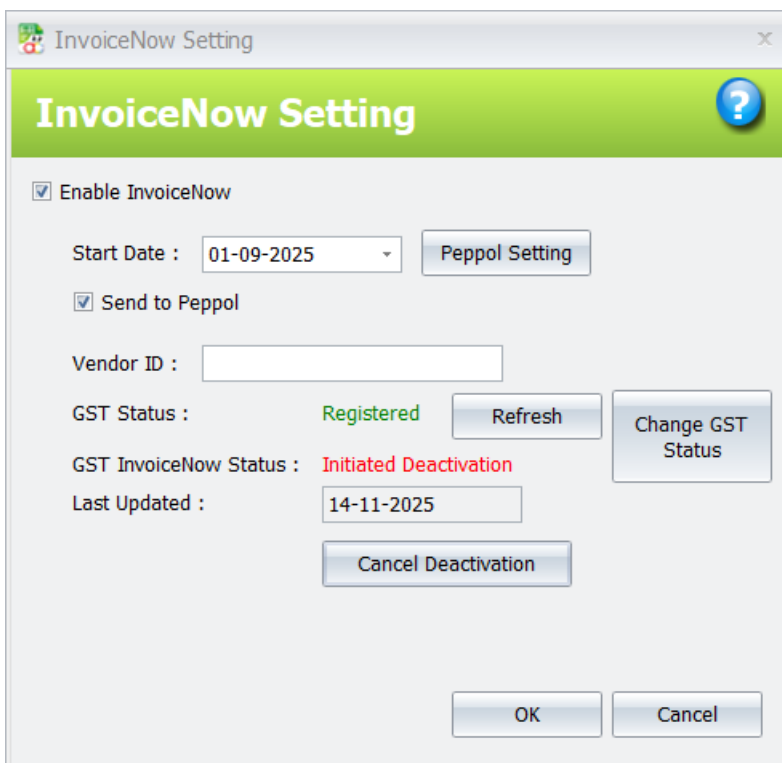 InvoiceNow Setting
InvoiceNow Setting
?
Enable InvoiceNow
Start Date : 01-09-2025 Peppol Setting
Send to Peppol
Vendor ID :
GST Status : Registered Refresh
Change GST
Status
GST InvoiceNow Status : Initiated Deactivation
Last Updated : 14-11-2025
Cancel Deactivation
OK Cancel